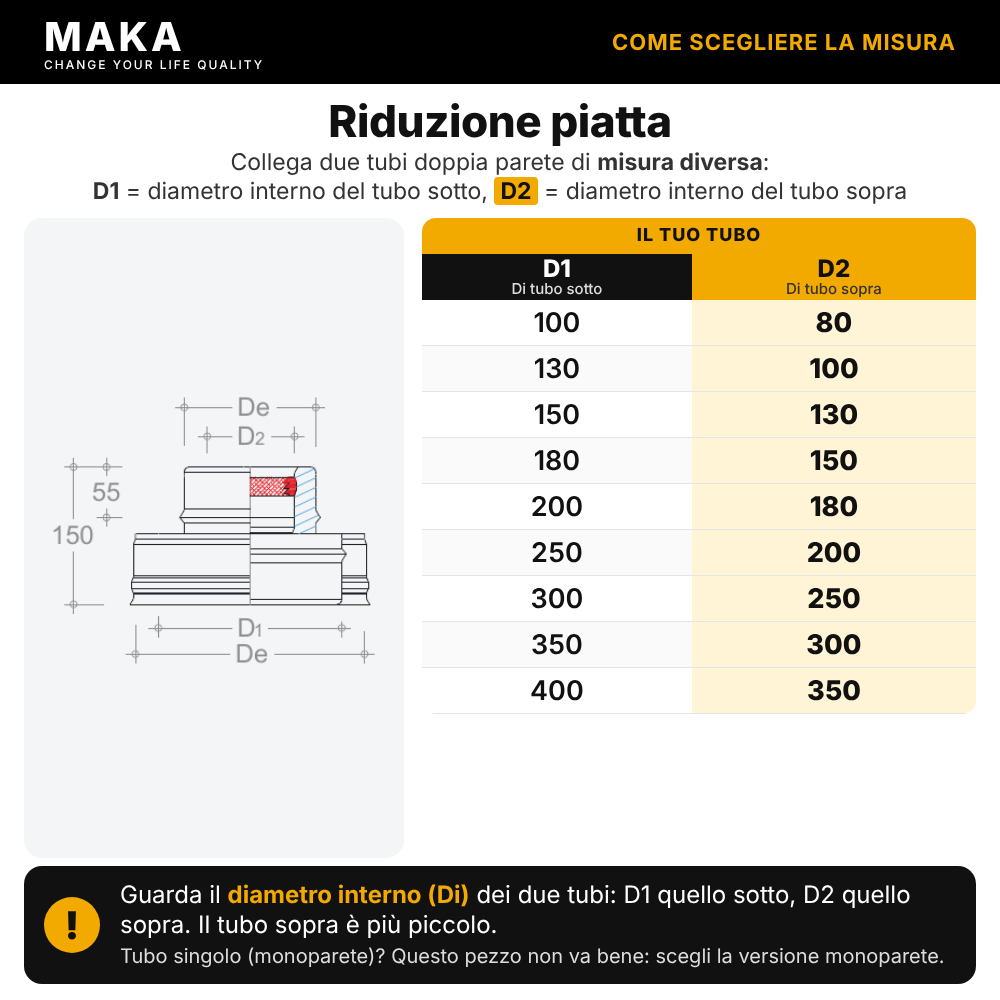 MAKA
CHANGE YOUR LIFE QUALITY
COME SCEGLIERE LA MISURA
Riduzione piatta
Collega due tubi doppia parete di misura diversa:
D1 = diametro interno del tubo sotto, D2 = diametro interno del tubo sopra
De
D2
55
150
D1
De
IL TUO TUBO
D1 D2
Di tubo sotto Di tubo sopra
100 80
130 100
150 130
180 150
200 180
250 200
300 250
350 300
400 350
! Guarda il diametro interno (Di) dei due tubi: D1 quello sotto, D2 quello
sopra. Il tubo sopra è più piccolo.
Tubo singolo (monoparete)? Questo pezzo non va bene: scegli la versione monoparete.